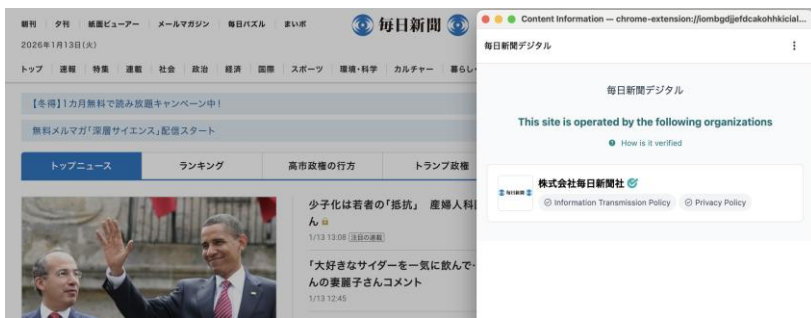 朝刊 夕刊 紙面ビューアー メールマガジン 毎日パズル まいポ
毎日新聞
2026年1月13日(火)
トップ 速報 特集 連載 社会 政治 経済 国際 スポーツ 環境・科学 カルチャー 暮らし・
【冬得】1カ月無料で読み放題キャンペーン中!
無料メルマガ「深層サイエンス」配信スタート
トップニュース ランキング 高市政権の行方 トランプ政権
少子化は若者の「抵抗」 産婦人科
ん
1/13 13:08 注目の連載
「大好きなサイダーを一気に飲んで…
んの妻麗子さんコメント
1/13 12:45
Content Information — chrome-extension://iombgdjjefdcakohhkicial...
毎日新聞デジタル
毎日新聞デジタル
This site is operated by the following organizations
How is it verified
毎日新聞
株式会社毎日新聞社
Information Transmission Policy Privacy Policy